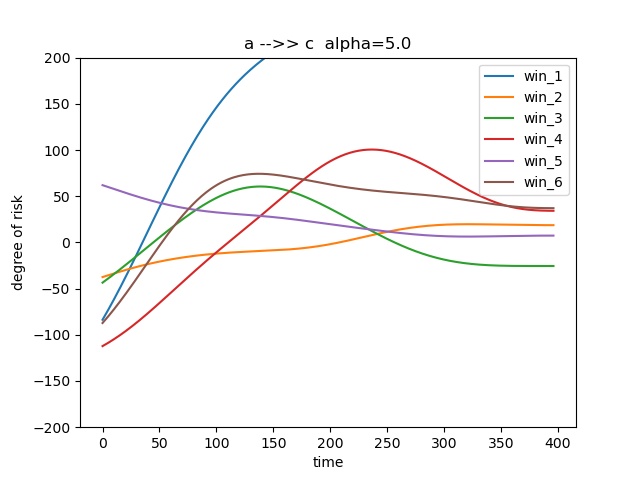 a -->> c  alpha=5.0
200
150
100
50
0
−50
−100
−150
−200
degree of risk
0 50 100 150 200 250 300 350 400
time
win_1
win_2
win_3
win_4
win_5
win_6